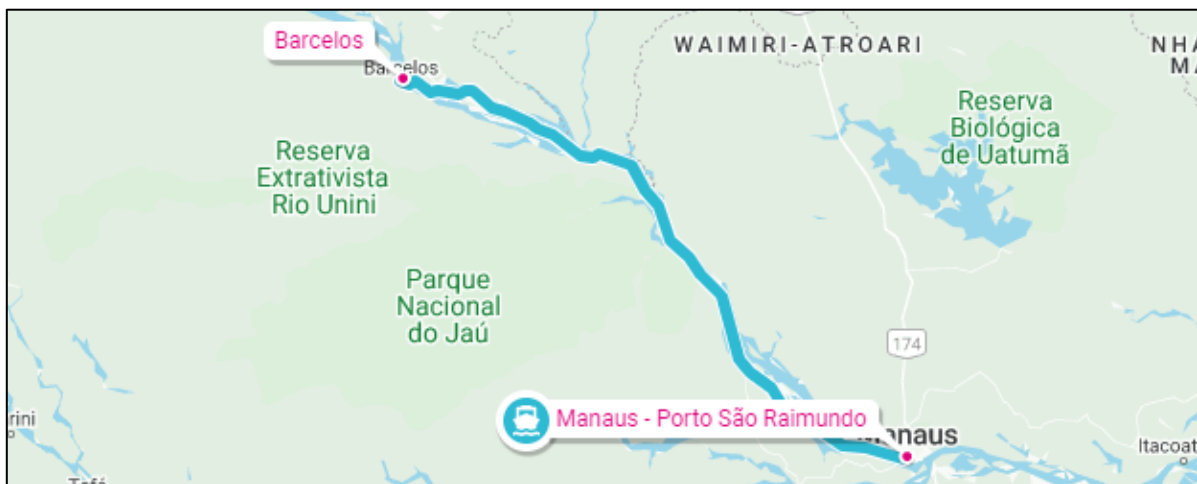 Barcelos
WAIMIRI-ATROARI
Barcelos
Reserva
Biológica
de Uatumã
Reserva
Extrativista
Rio Unini
Parque
Nacional
do Jaú
174
Manaus - Porto São Raimundo
Manaus